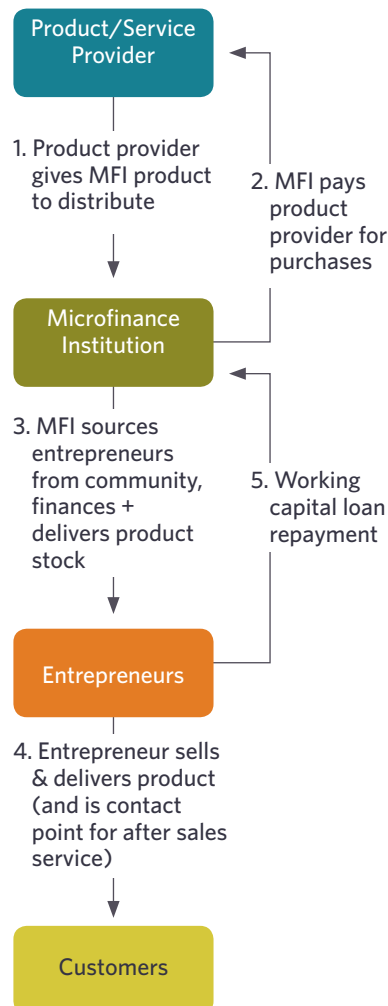 Product/Service
Provider
1. Product provider
gives MFI product
to distribute
2. MFI pays
product
provider for
purchases
Microfinance
Institution
3. MFI sources
entrepreneurs
from community,
finances +
delivers product
stock
5. Working
capital loan
repayment
Entrepreneurs
4. Entrepreneur sells
& delivers product
(and is contact
point for after sales
service)
Customers